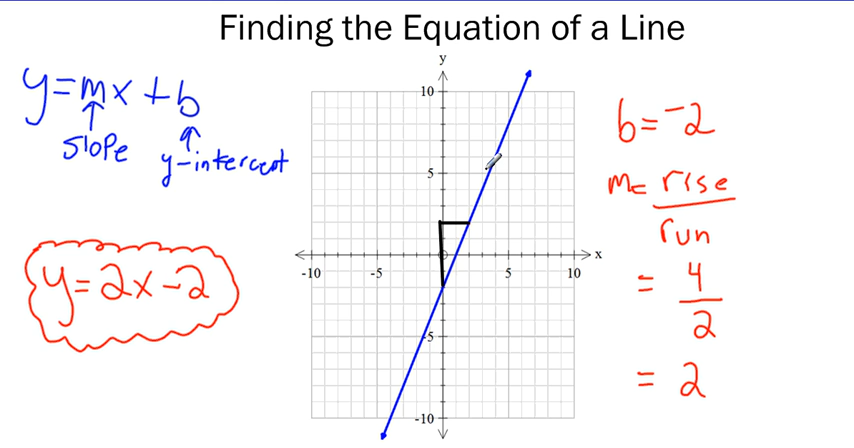 Finding the Equation of a Line
y=mx+b
slope
y-intercept
y=2x-2
y
10
5
-10
-5
5
10
x
-5
-10
b=-2
m= rise
run
= 4
2
= 2